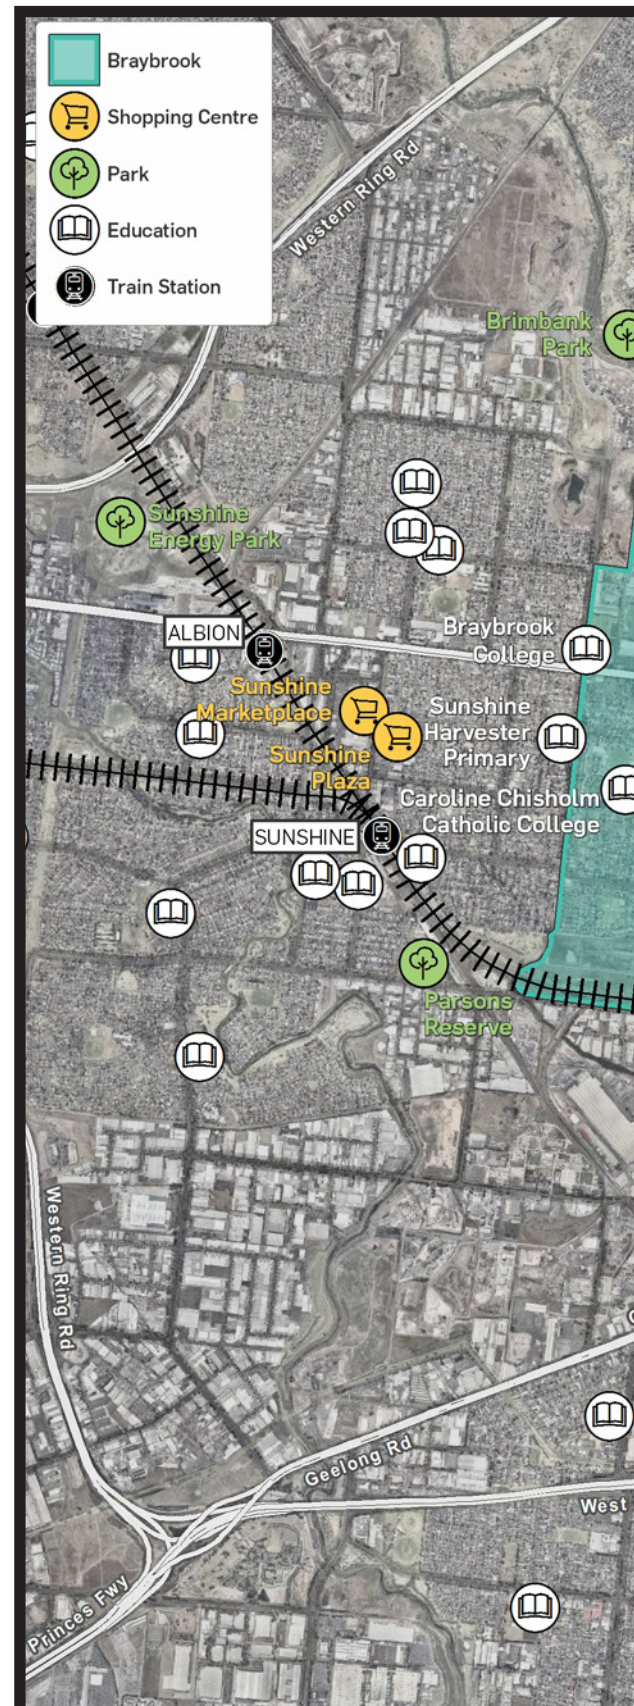 Braybrook
Shopping Centre
Park
Education
Train Station
Western Ring Rd
Brimbank
Park
Sunshine
Energy Park
ALBION
Braybrook
College
Sunshine
Marketplace
Sunshine
Harvester
Primary
Sunshine
Plaza
Caroline Chisholm
Catholic College
SUNSHINE
Parsons
Reserve
Western Ring Rd
Geelong Rd
West
Princes Fwy